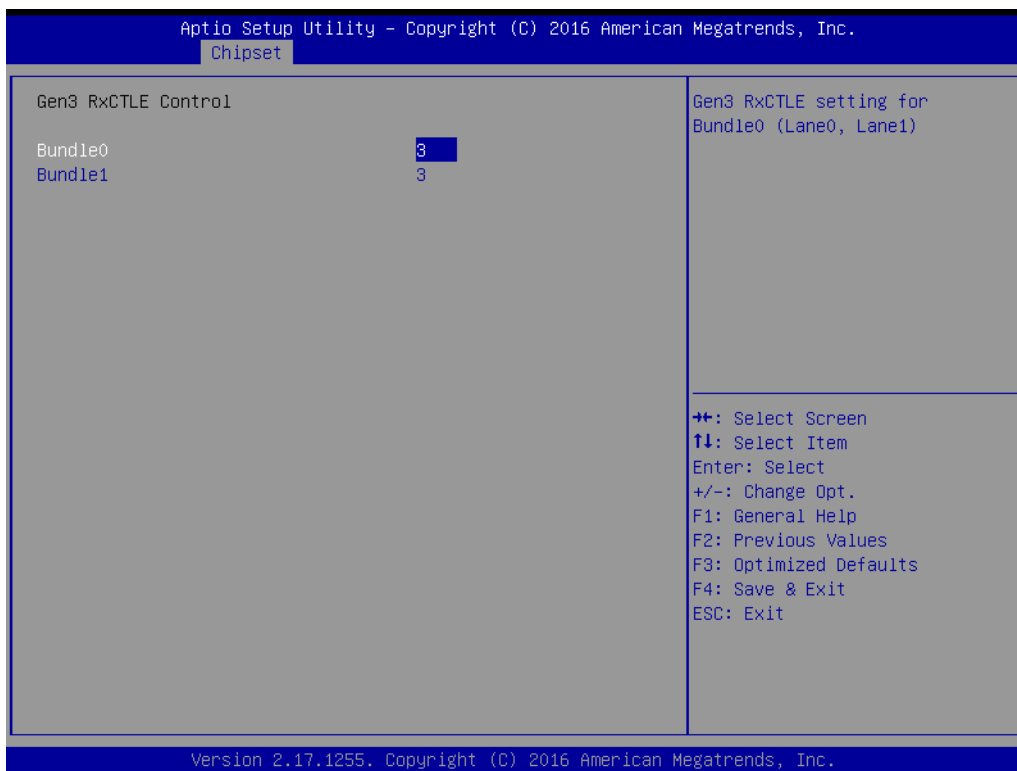 Aptio Setup Utility – Copyright (C) 2016 American Megatrends, Inc.
Chipset
Gen3 RxCTLE Control
Bundle0 3
Bundle1 3
Gen3 RxCTLE setting for
Bundle0 (Lane0, Lane1)
→←: Select Screen
↑↓: Select Item
Enter: Select
+/-: Change Opt.
F1: General Help
F2: Previous Values
F3: Optimized Defaults
F4: Save & Exit
ESC: Exit
Version 2.17.1255. Copyright (C) 2016 American Megatrends, Inc.